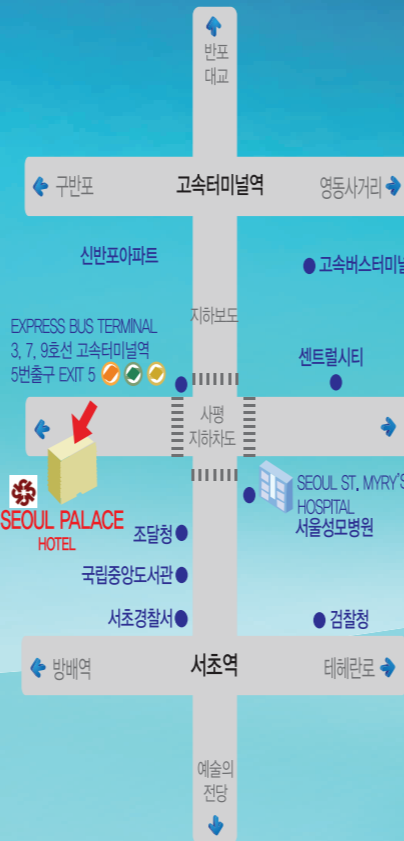 반포
대교
구반포
고속터미널역
영동사거리
신반포아파트
고속버스터미널
지하보도
EXPRESS BUS TERMINAL
3, 7, 9호선 고속터미널역
5번출구 EXIT 5
센트럴시티
사평
지하차도
SEOUL PALACE
HOTEL
SEOUL ST. MYRY'S
HOSPITAL
서울성모병원
조달청
국립중앙도서관
서초경찰서
검찰청
방배역
서초역
테헤란로
예술의
전당